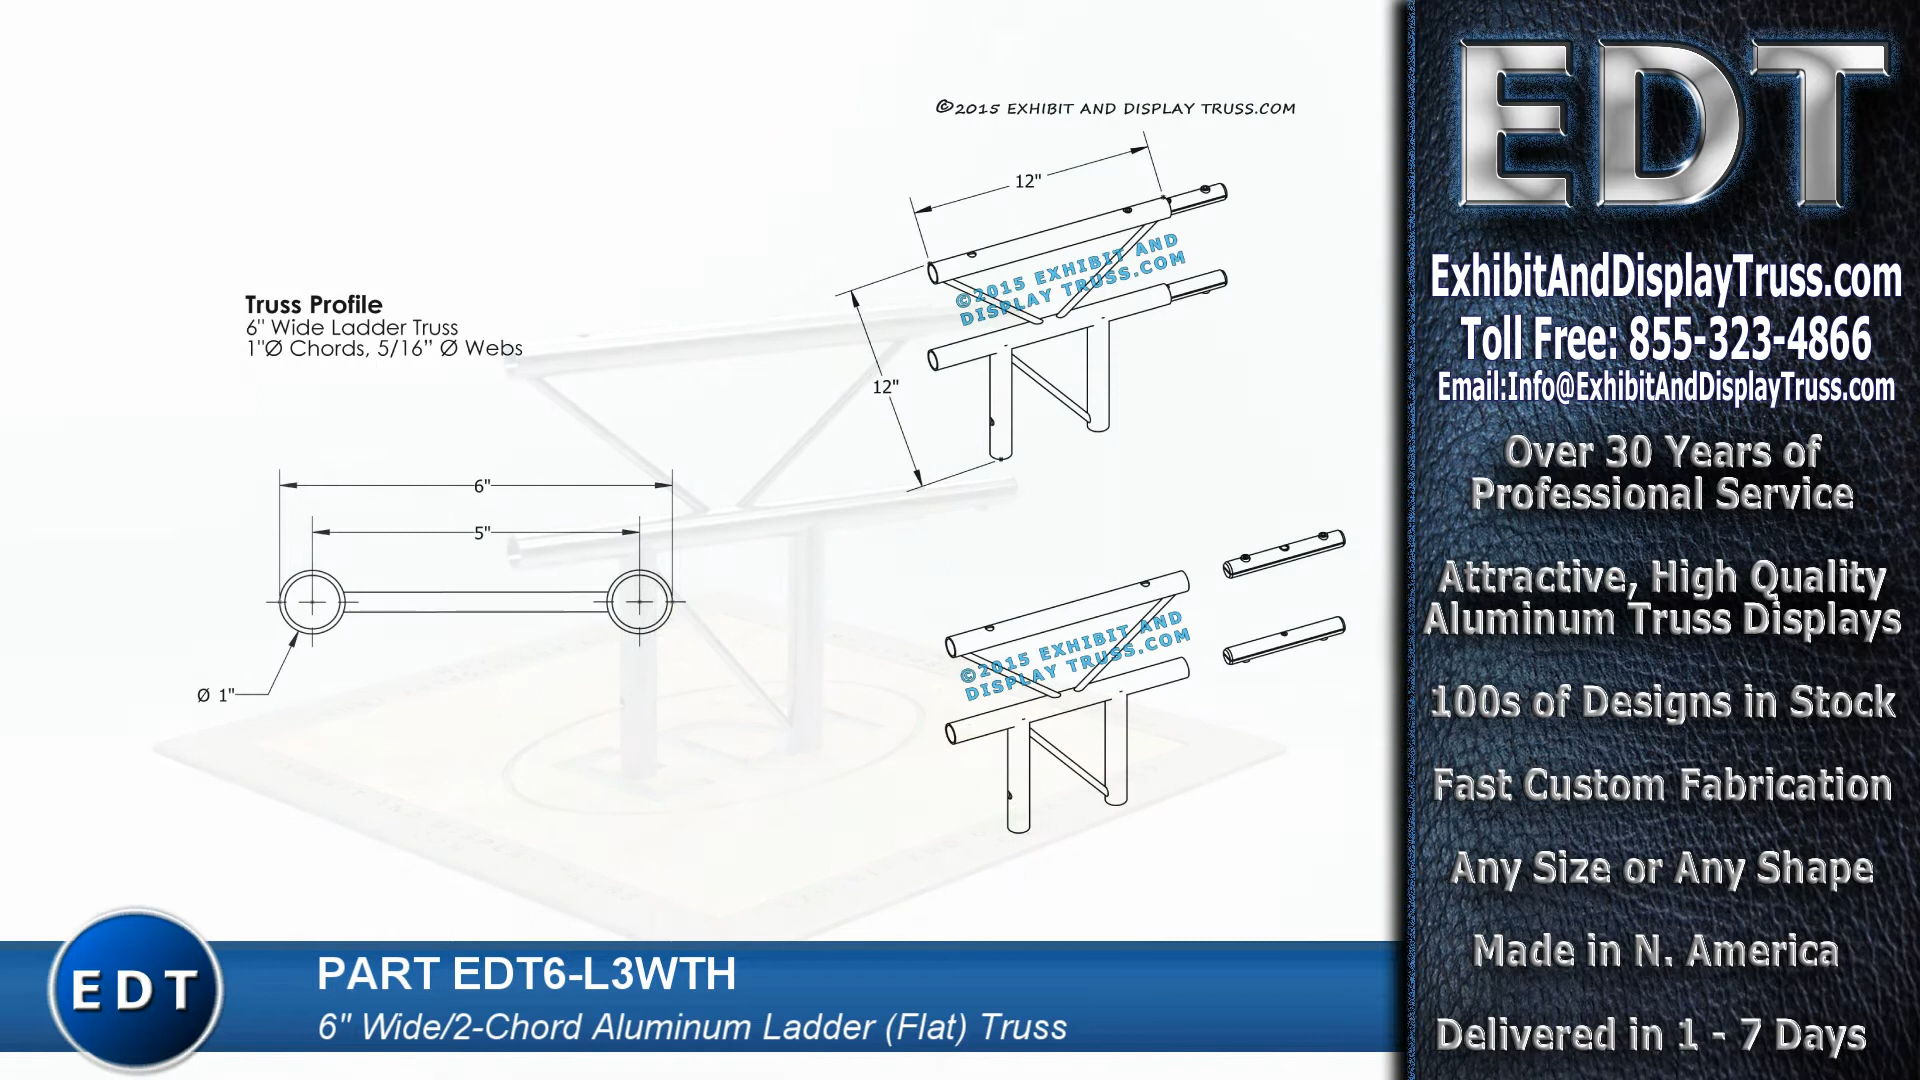 ©2015 EXHIBIT AND DISPLAY TRUSS.COM
12"
©2015 EXHIBIT AND
DISPLAY TRUSS.COM
12"
Truss Profile
6" Wide Ladder Truss
1"Ø Chords, 5/16” Ø Webs
6"
5"
Ø 1"
©2015 EXHIBIT AND
DISPLAY TRUSS.COM
EDT
PART EDT6-L3WTH
6" Wide/2-Chord Aluminum Ladder (Flat) Truss
EDT
ExhibitAndDisplayTruss.com
Toll Free: 855-323-4866
Email:Info@ExhibitAndDisplayTruss.com
Over 30 Years of
Professional Service
Attractive, High Quality
Aluminum Truss Displays
100s of Designs in Stock
Fast Custom Fabrication
Any Size or Any Shape
Made in N. America
Delivered in 1 - 7 Days